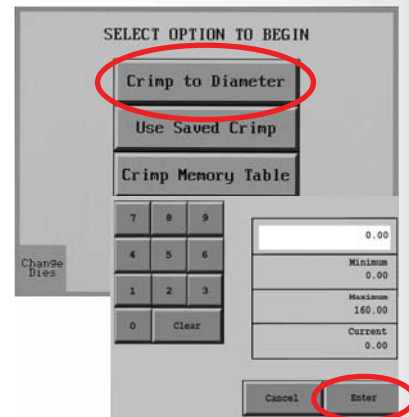 SELECT OPTION TO BEGIN
Crimp to Diameter
Use Saved Crimp
Crimp Memory Table
Change
Dies
7 8 9
4 5 6
1 2 3
0 Clear
0.00
Minimum
0.00
Maximum
160.00
Current
0.00
Cancel Enter